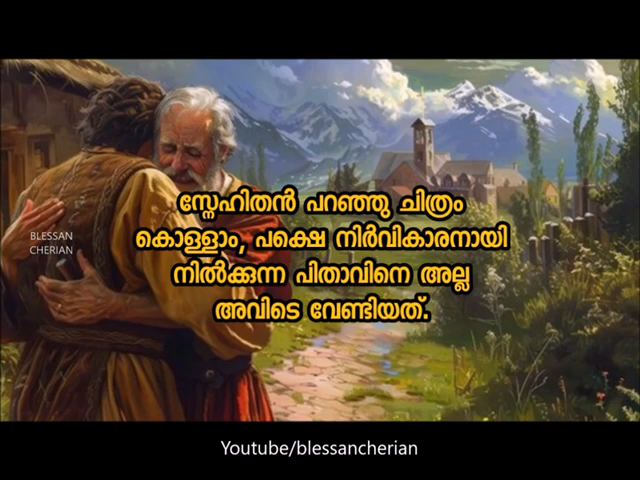 സ്നേഹിതൻ പറഞ്ഞു ചിത്രം
കൊള്ളാം, പക്ഷെ നിർവികാരനായി
നിൽക്കുന്ന പിതാവിനെ അല്ല
അവിടെ വേണ്ടിയത്.
BLESSAN
CHERIAN
Youtube/blessancherian